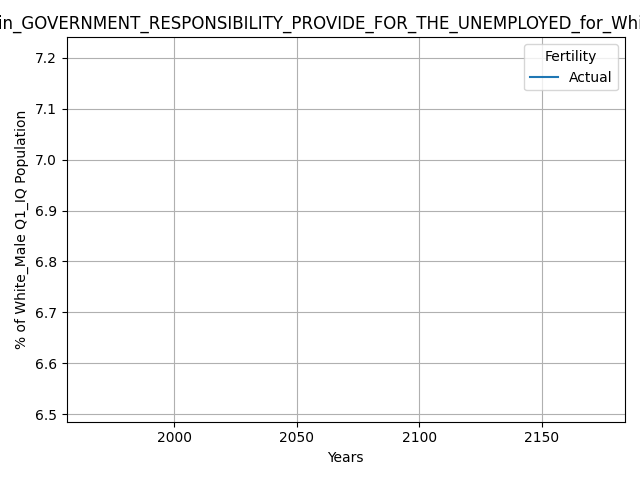 in_GOVERNMENT_RESPONSIBILITY_PROVIDE_FOR_THE_UNEMPLOYED_for_Whi
Fertility
Actual
7.2
7.1
7.0
6.9
6.8
6.7
6.6
6.5
% of White_Male Q1_IQ Population
2000 2050 2100 2150
Years